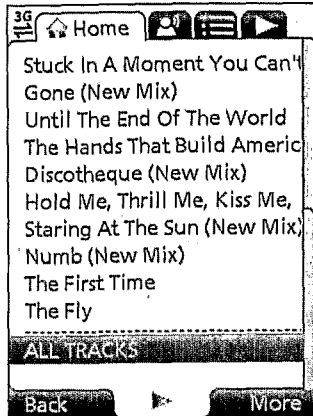 3G Home
Stuck In A Moment You Can't
Gone (New Mix)
Until The End Of The World
The Hands That Build Americ
Discotheque (New Mix)
Hold Me, Thrill Me, Kiss Me,
Staring At The Sun (New Mix)
Numb (New Mix)
The First Time
The Fly
ALL TRACKS
Back More